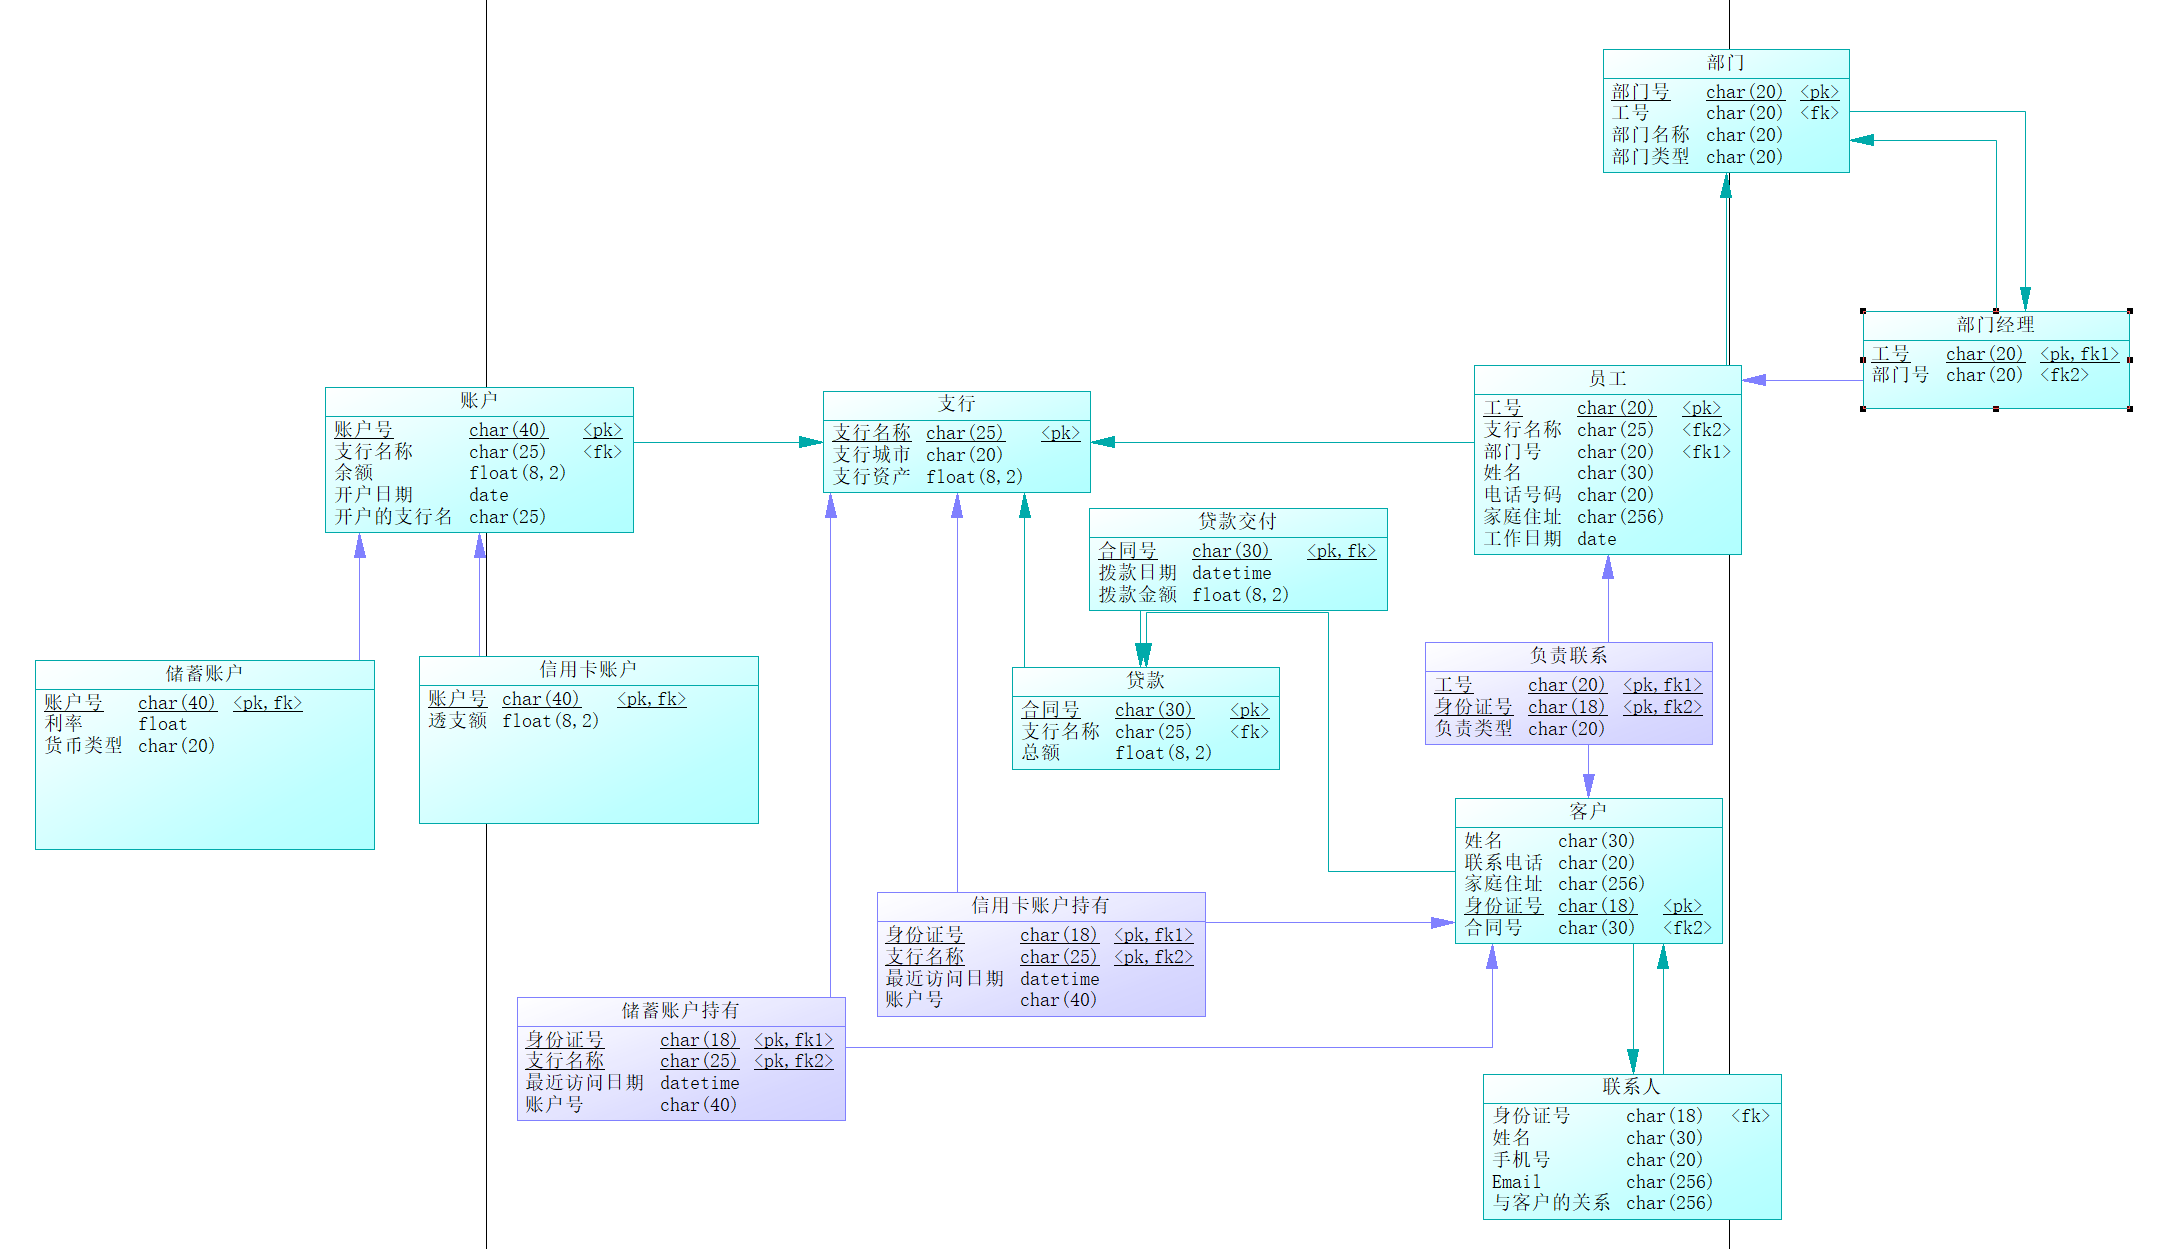 部门
部门号 char(20) <pk>
工号 char(20) <fk>
部门名称 char(20)
部门类型 char(20)
部门经理
工号 char(20) <pk,fk1>
部门号 char(20) <fk2>
员工
工号 char(20) <pk>
支行名称 char(25) <fk2>
部门号 char(20) <fk1>
姓名 char(30)
电话号码 char(20)
家庭住址 char(256)
工作日期 date
账户
账户号 char(40) <pk>
支行名称 char(25) <fk>
余额 float(8,2)
开户日期 date
开户的支行名 char(25)
支行
支行名称 char(25) <pk>
支行城市 char(20)
支行资产 float(8,2)
贷款交付
合同号 char(30) <pk,fk>
拨款日期 datetime
拨款金额 float(8,2)
储蓄账户
账户号 char(40) <pk,fk>
利率 float
货币类型 char(20)
信用卡账户
账户号 char(40) <pk,fk>
透支额 float(8,2)
贷款
合同号 char(30) <pk>
支行名称 char(25) <fk>
总额 float(8,2)
负责联系
工号 char(20) <pk,fk1>
身份证号 char(18) <pk,fk2>
负责类型 char(20)
客户
姓名 char(30)
联系电话 char(20)
家庭住址 char(256)
身份证号 char(18) <pk>
合同号 char(30) <fk2>
信用卡账户持有
身份证号 char(18) <pk,fk1>
支行名称 char(25) <pk,fk2>
最近访问日期 datetime
账户号 char(40)
储蓄账户持有
身份证号 char(18) <pk,fk1>
支行名称 char(25) <pk,fk2>
最近访问日期 datetime
账户号 char(40)
联系人
身份证号 char(18) <fk>
姓名 char(30)
手机号 char(20)
Email char(256)
与客户的关系 char(256)